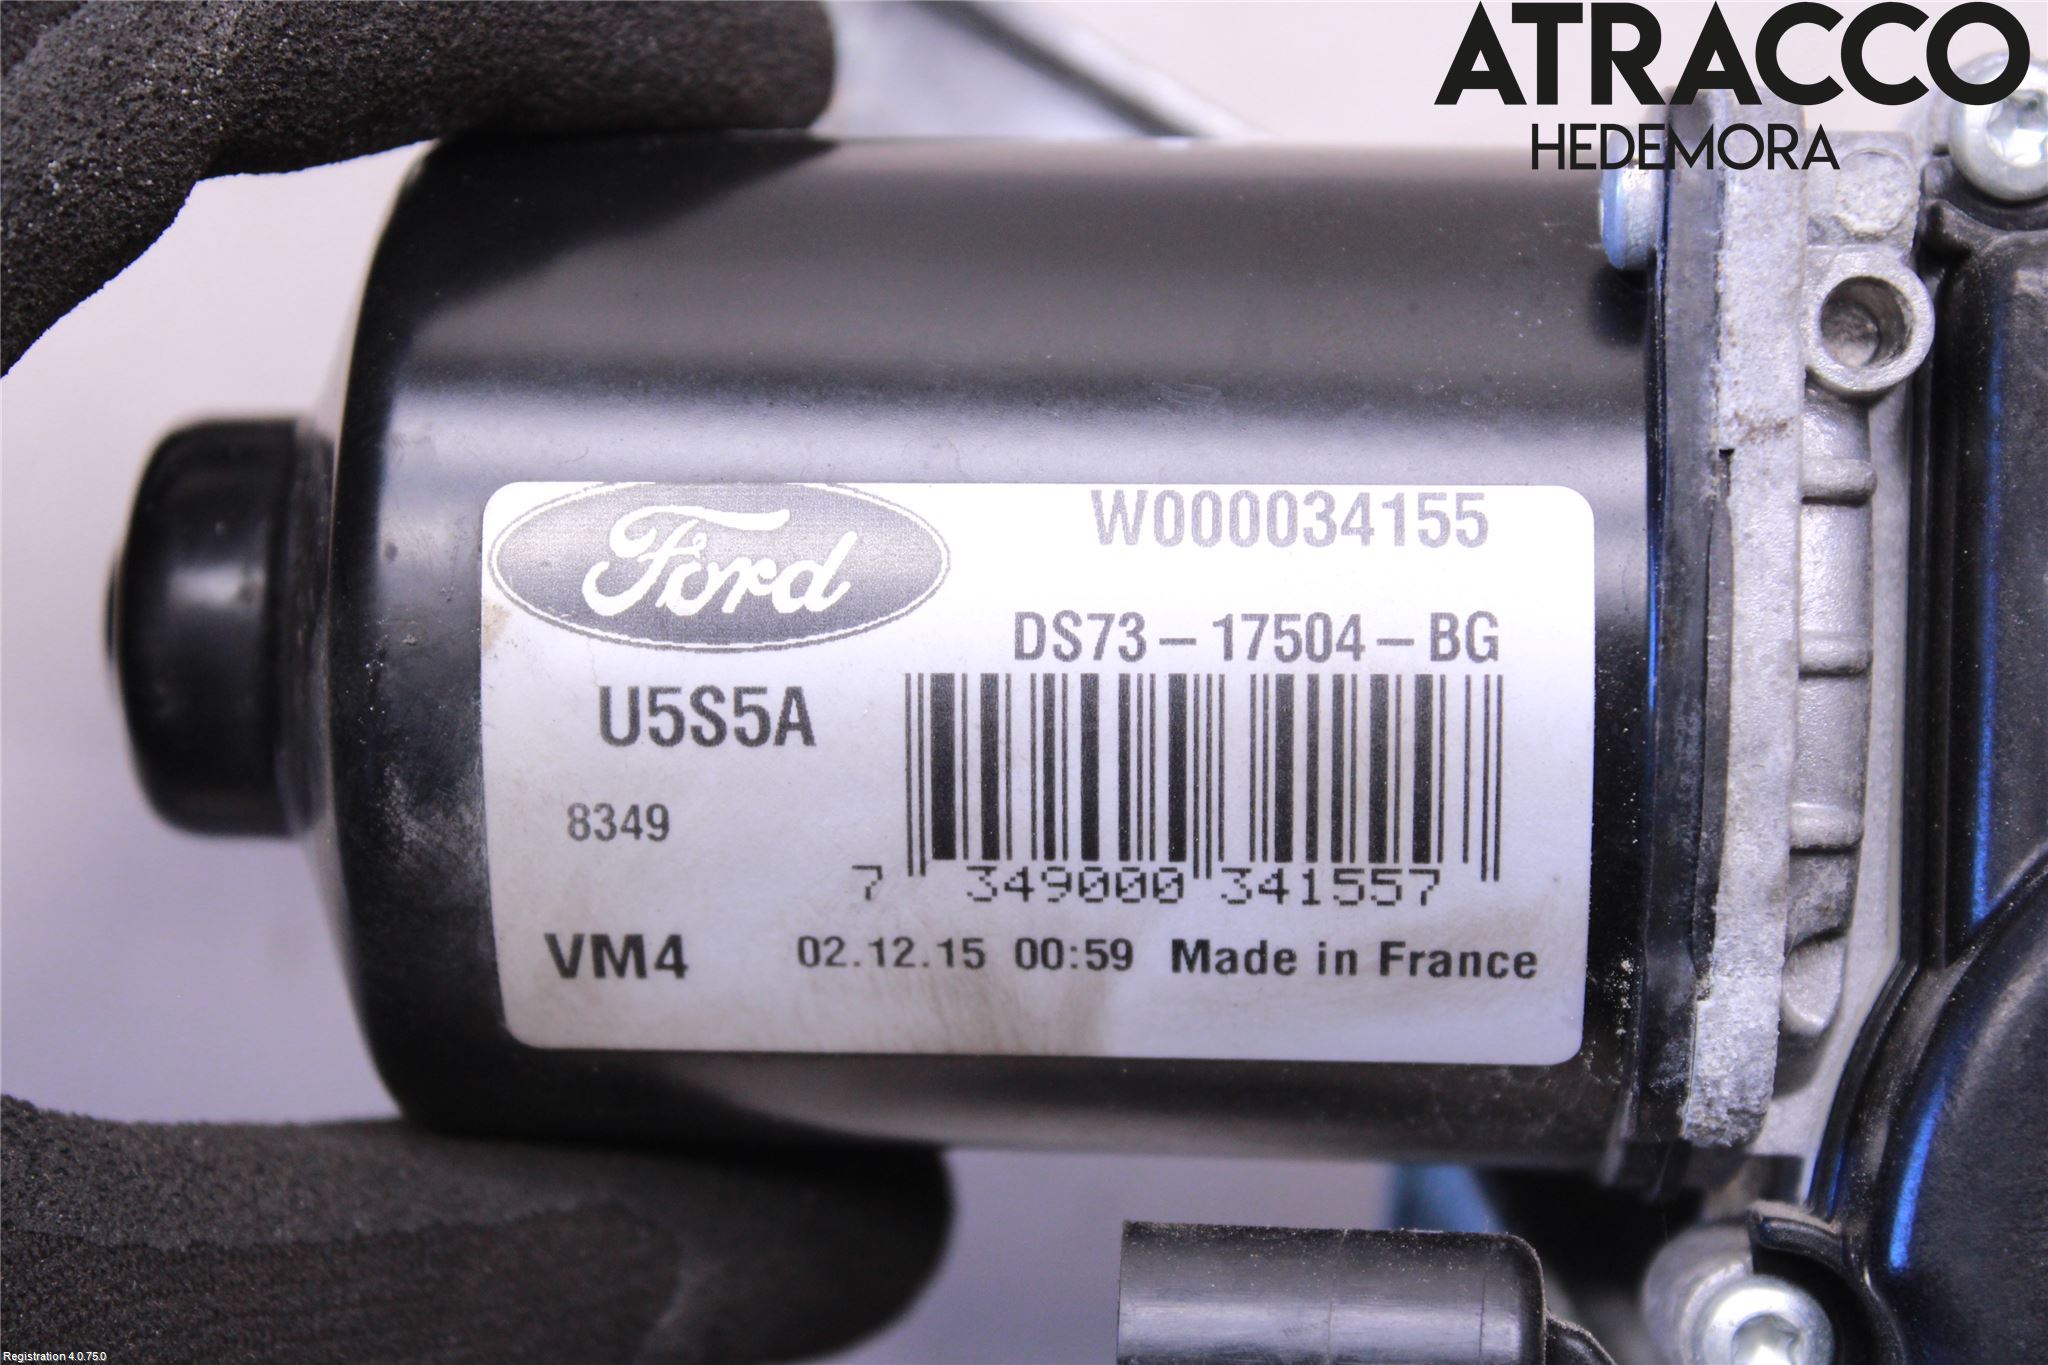 ATRACCO
HEDEMORA
Ford
W000034155
DS73-17504-BG
U5S5A
8349
7 349000 341557
VM4 02.12.15 00:59 Made in France
Registration 4.0.75.0